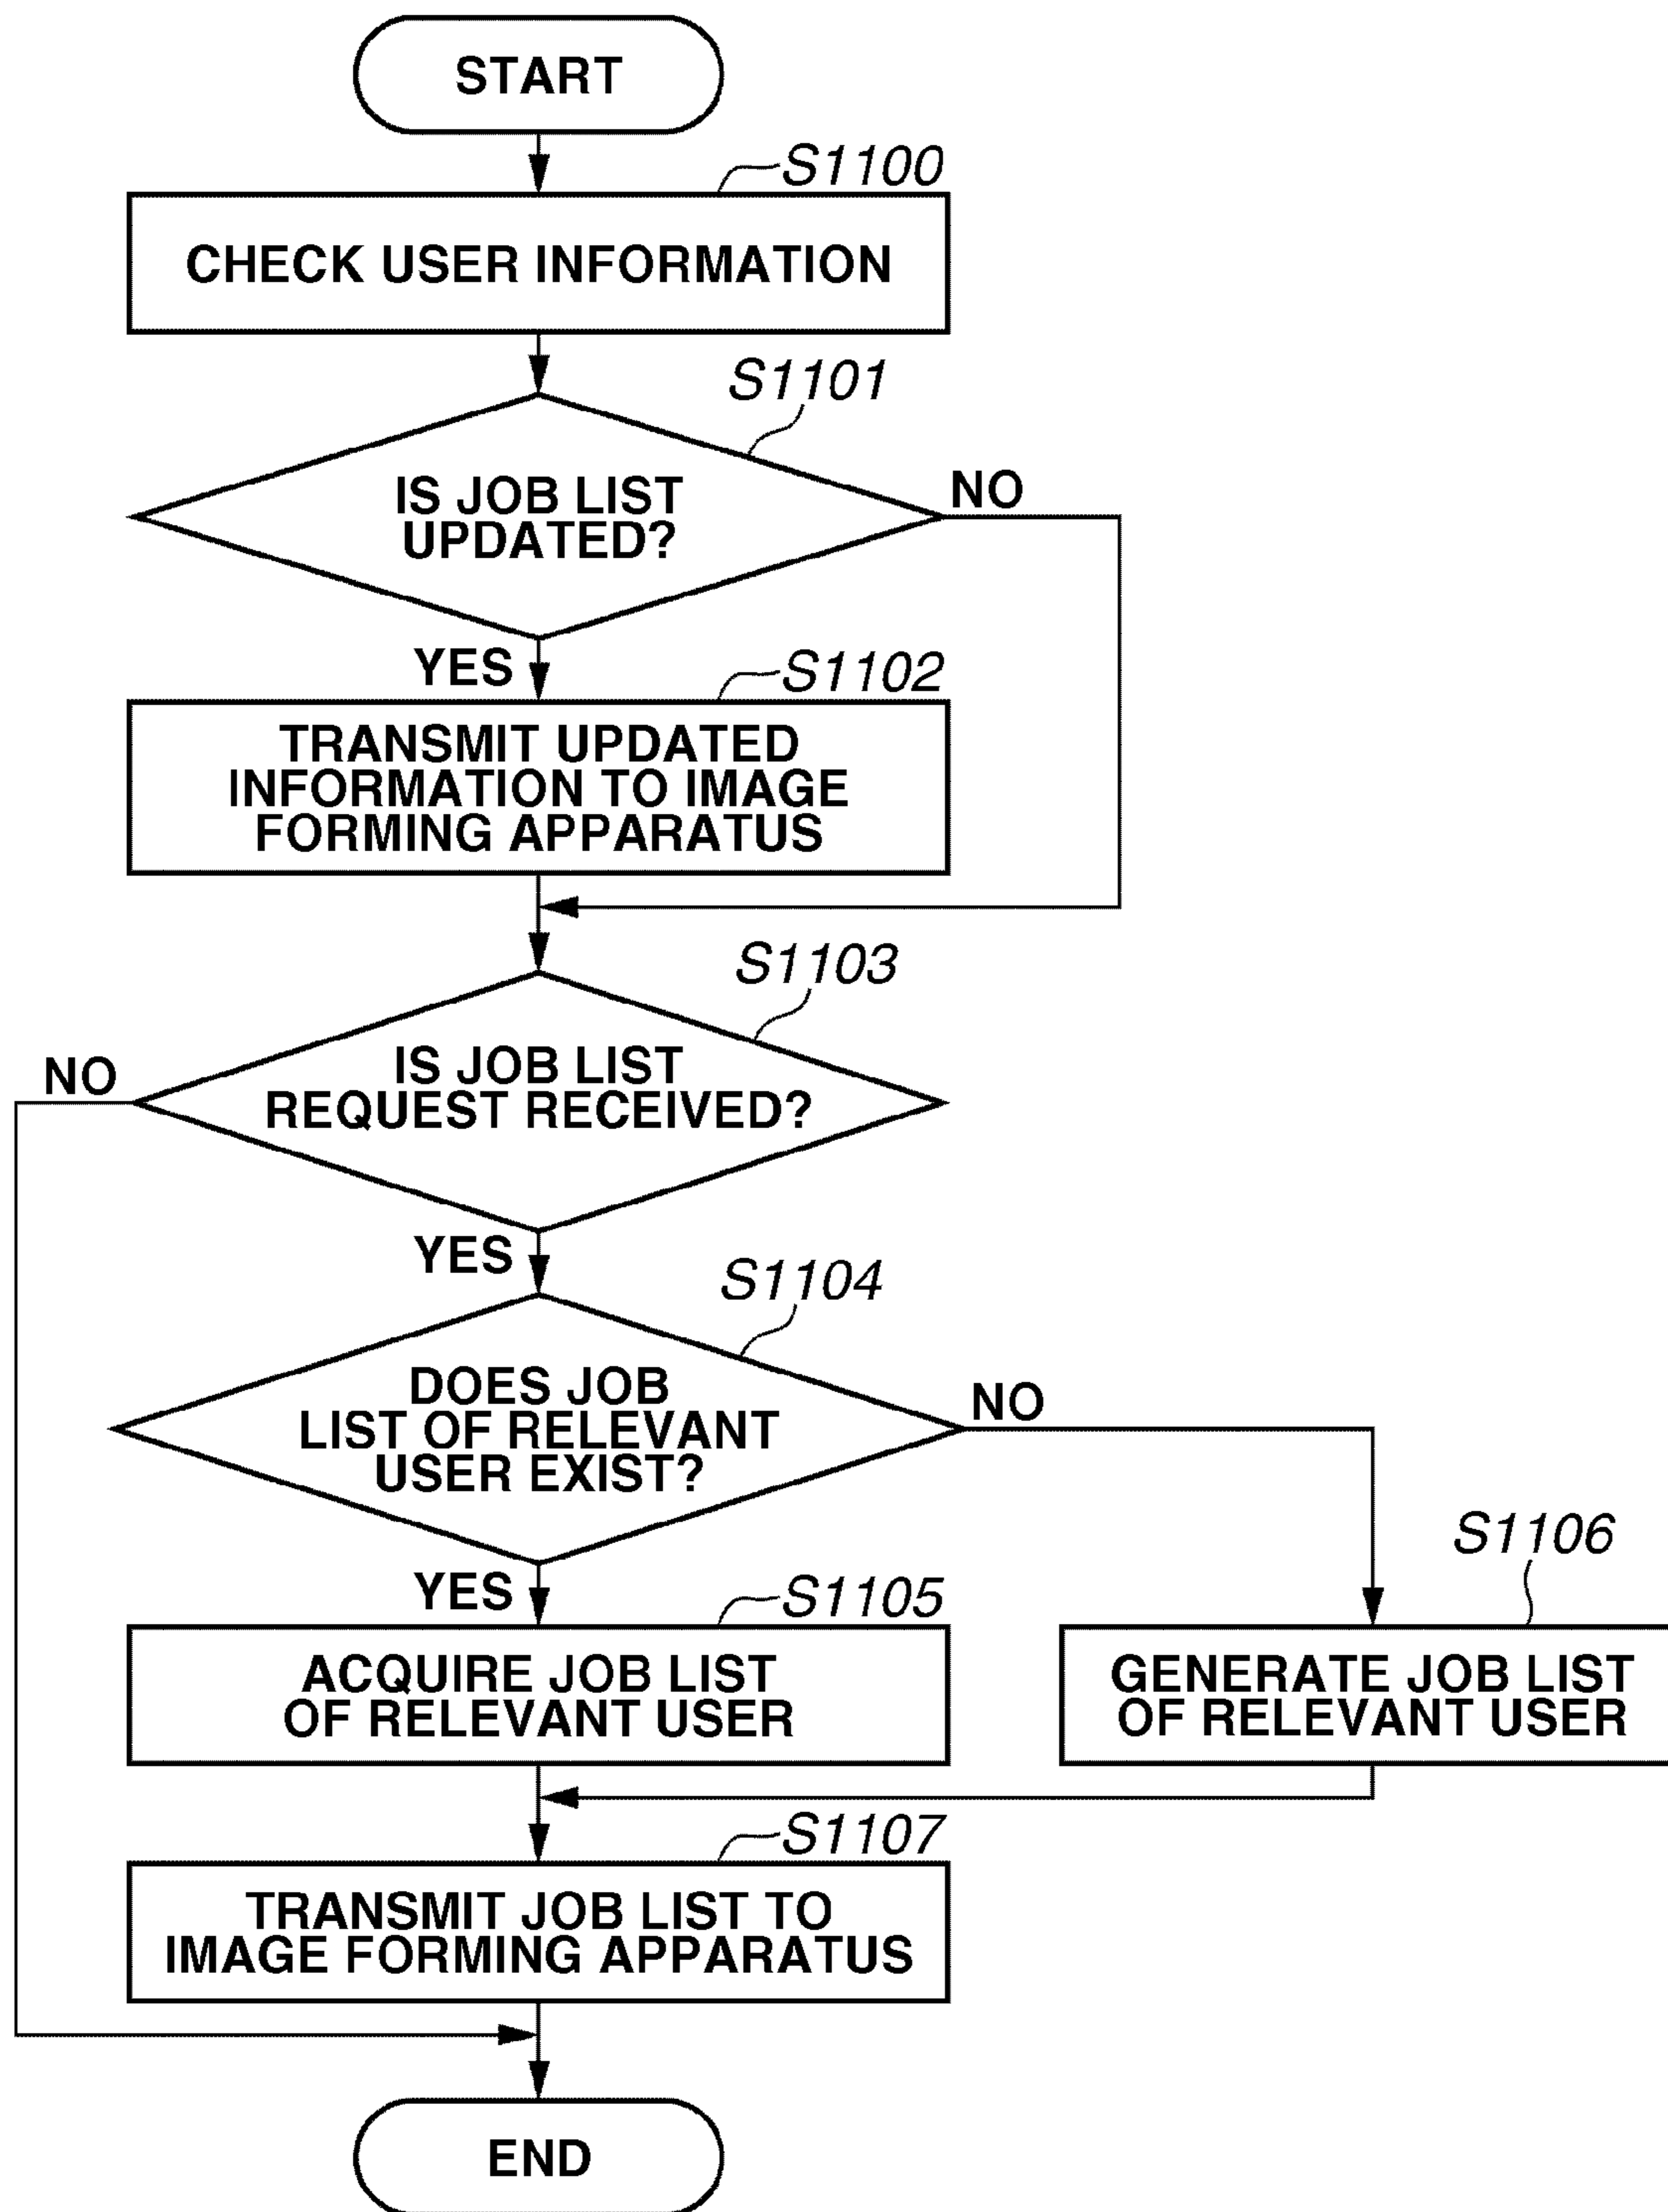 START
S1100
CHECK USER INFORMATION
S1101
IS JOB LIST
UPDATED?
NO
YES
S1102
TRANSMIT UPDATED
INFORMATION TO IMAGE
FORMING APPARATUS
S1103
IS JOB LIST
REQUEST RECEIVED?
NO
YES
S1104
DOES JOB
LIST OF RELEVANT
USER EXIST?
NO
YES
S1105
ACQUIRE JOB LIST
OF RELEVANT USER
S1106
GENERATE JOB LIST
OF RELEVANT USER
S1107
TRANSMIT JOB LIST TO
IMAGE FORMING APPARATUS
END